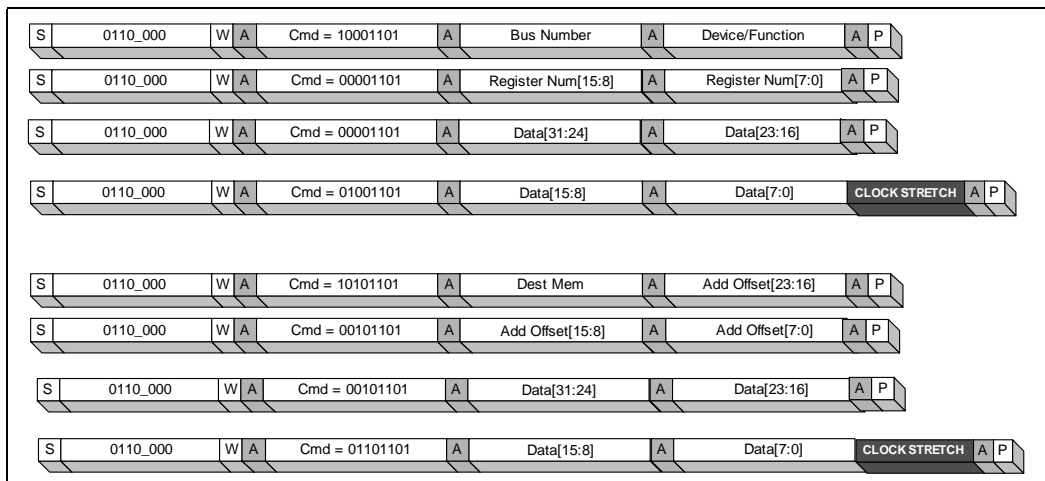 S 0110_000 W A Cmd = 10001101 A Bus Number A Device/Function A P
S 0110_000 W A Cmd = 00001101 A Register Num[15:8] A Register Num[7:0] A P
S 0110_000 W A Cmd = 00001101 A Data[31:24] A Data[23:16] A P
S 0110_000 W A Cmd = 01001101 A Data[15:8] A Data[7:0] CLOCK STRETCH A P
S 0110_000 W A Cmd = 10101101 A Dest Mem A Add Offset[23:16] A P
S 0110_000 W A Cmd = 00101101 A Add Offset[15:8] A Add Offset[7:0] A P
S 0110_000 W A Cmd = 00101101 A Data[31:24] A Data[23:16] A P
S 0110_000 W A Cmd = 01101101 A Data[15:8] A Data[7:0] CLOCK STRETCH A P